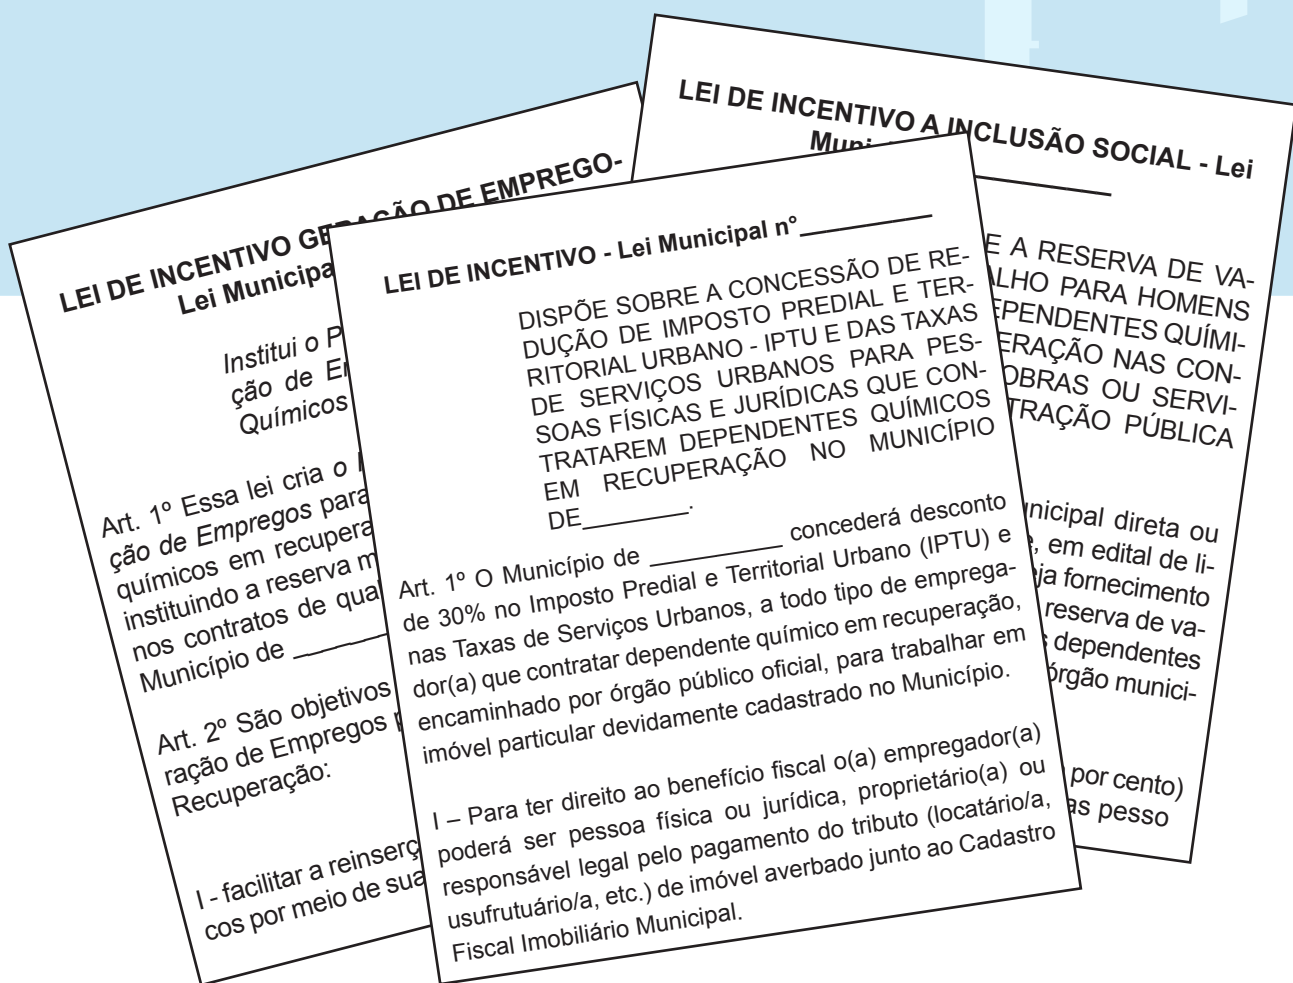 LEI DE INCENTIVO GERAÇÃO DE EMPREGO-
Lei Municipa
Institui o P
ção de E
Químicos
Art. 1º Essa lei cria o
ção de Empregos para
químicos em recupera
instituindo a reserva m
nos contratos de qual
Município de ________
Art. 2º São objetivos
ração de Empregos p
Recuperação:
I - facilitar a reinserç
cos por meio de sua
LEI DE INCENTIVO - Lei Municipal n°__________
DISPÕE SOBRE A CONCESSÃO DE RE-
DUÇÃO DE IMPOSTO PREDIAL E TER-
RITORIAL URBANO - IPTU E DAS TAXAS
DE SERVIÇOS URBANOS PARA PES-
SOAS FÍSICAS E JURÍDICAS QUE CON-
TRATAREM DEPENDENTES QUÍMICOS
EM RECUPERAÇÃO NO MUNICÍPIO
DE________.
Art. 1º O Município de __________ concederá desconto
de 30% no Imposto Predial e Territorial Urbano (IPTU) e
nas Taxas de Serviços Urbanos, a todo tipo de emprega-
dor(a) que contratar dependente químico em recuperação,
encaminhado por órgão público oficial, para trabalhar em
imóvel particular devidamente cadastrado no Município.
I – Para ter direito ao benefício fiscal o(a) empregador(a)
poderá ser pessoa física ou jurídica, proprietário(a) ou
responsável legal pelo pagamento do tributo (locatário/a,
usufrutuário/a, etc.) de imóvel averbado junto ao Cadastro
Fiscal Imobiliário Municipal.
LEI DE INCENTIVO A INCLUSÃO SOCIAL - Lei
Muni
E A RESERVA DE VA-
ALHO PARA HOMENS
EPENDENTES QUÍMI-
ERAÇÃO NAS CON-
OBRAS OU SERVI-
TRAÇÃO PÚBLICA
nicipal direta ou
, em edital de li-
ja fornecimento
reserva de va-
dependentes
órgão munici-
por cento)
as pesso